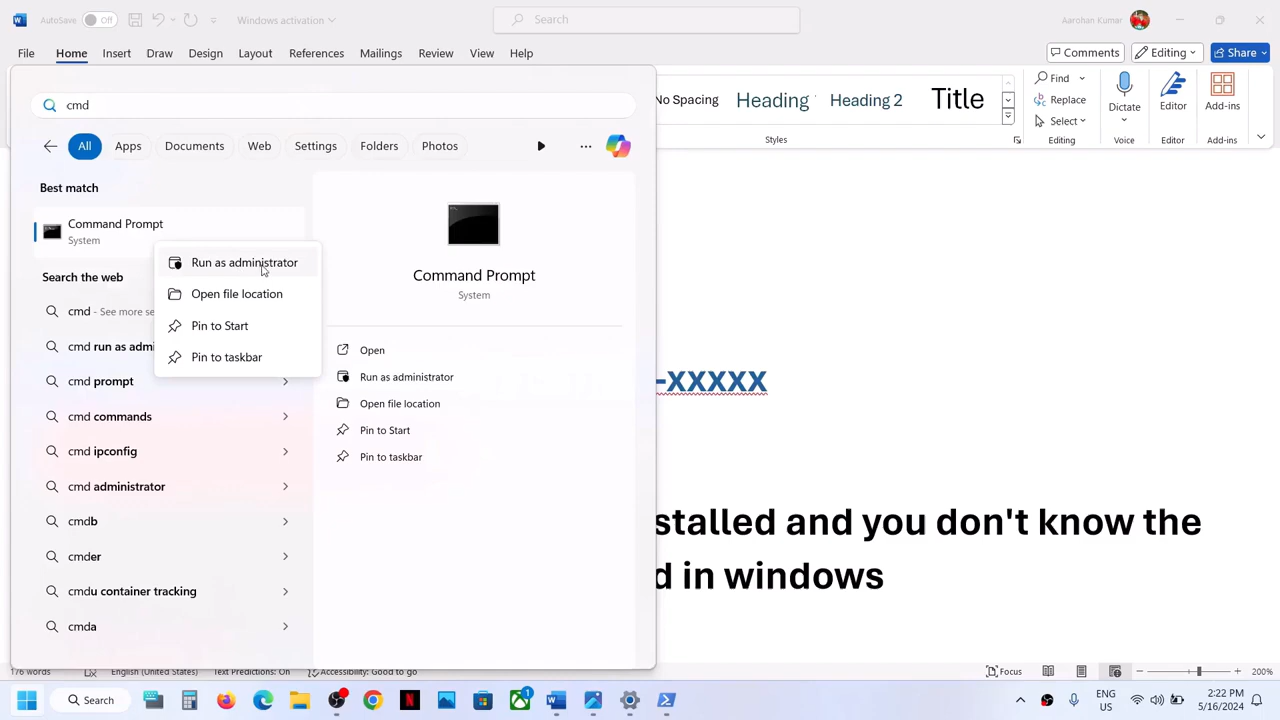 AutoSave Off Windows activation Search Aarohan Kumar
File Home Insert Draw Design Layout References Mailings Review View Help Comments Editing Share
cmd
No Spacing Heading Heading 2 Title
Find
Replace
Select
Dictate Editor Add-ins
Styles Editing Voice Editor Add-ins
All Apps Documents Web Settings Folders Photos
Best match
Command Prompt
System
Search the web
cmd - See more se
cmd run as admi
cmd prompt
cmd commands
cmd ipconfig
cmd administrator
cmdb
cmder
cmdu container tracking
cmda
Run as administrator
Open file location
Pin to Start
Pin to taskbar
Command Prompt
System
Open
Run as administrator
Open file location
Pin to Start
Pin to taskbar
-XXXXX
stalled and you don't know the
d in windows
176 words English (United States) Text Predictions: On Accessibility: Good to go Focus 200%
Search 1 ENG US 2:22 PM 5/16/2024